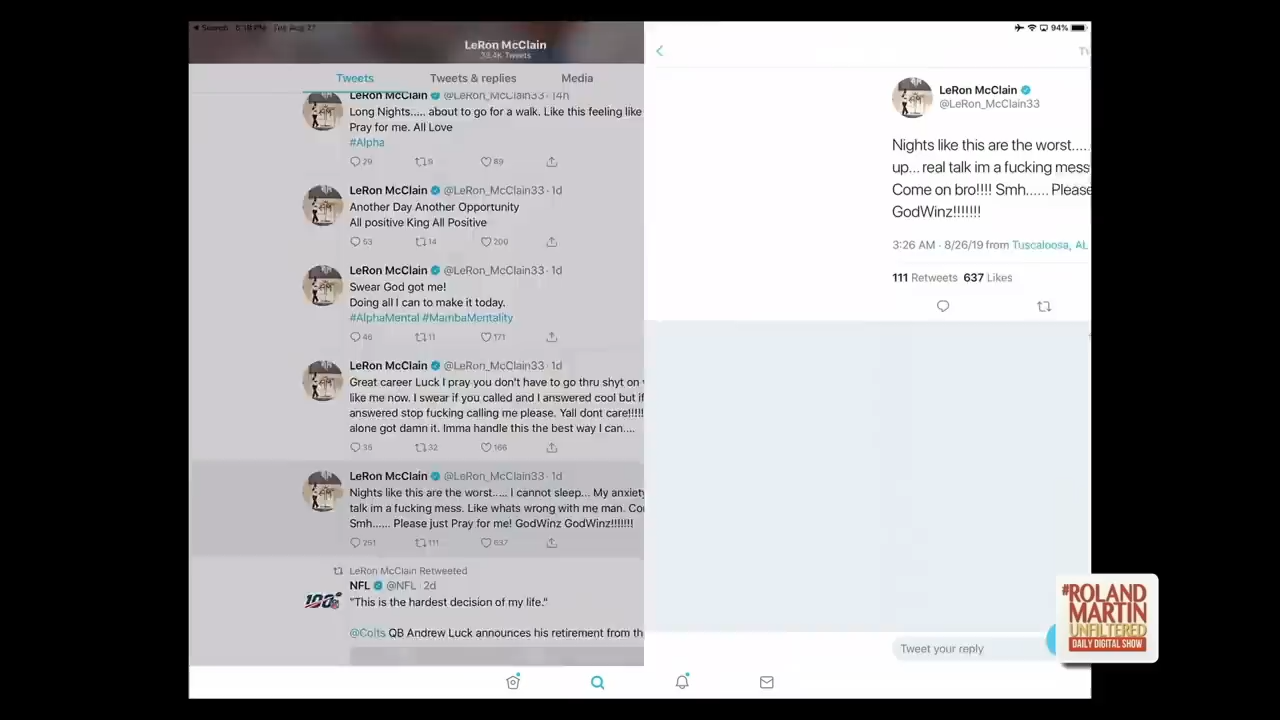 Search 5:18 PM Tue Aug 27
94%
LeRon McClain
Tweets
Tweets Tweets & replies Media
LeRon McClain @LeRon_McClain33 · 14h
Long Nights..... about to go for a walk. Like this feeling like
Pray for me. All Love
#Alpha
29 9 89
LeRon McClain @LeRon_McClain33 · 1d
Another Day Another Opportunity
All positive King All Positive
53 14 200
LeRon McClain @LeRon_McClain33 · 1d
Swear God got me!
Doing all I can to make it today.
#AlphaMental #MambaMentality
46 11 171
LeRon McClain @LeRon_McClain33 · 1d
Great career Luck I pray you don't have to go thru shyt on
like me now. I swear if you called and I answered cool but if
answered stop fucking calling me please. Yall dont care!!!!!
alone got damn it. Imma handle this the best way I can....
35 32 166
LeRon McClain @LeRon_McClain33 · 1d
Nights like this are the worst..... I cannot sleep... My anxiety
talk im a fucking mess. Like whats wrong with me man. Co
Smh...... Please just Pray for me! GodWinz GodWinz!!!!!!!
251 111 637
LeRon McClain Retweeted
NFL @NFL · 2d
"This is the hardest decision of my life."
@Colts QB Andrew Luck announces his retirement from th
100
LeRon McClain
@LeRon_McClain33
Nights like this are the worst.....
up... real talk im a fucking mess
Come on bro!!!! Smh...... Please
GodWinz!!!!!!!
3:26 AM · 8/26/19 from Tuscaloosa, AL
111 Retweets 637 Likes
Tweet your reply
#ROLAND
MARTIN
UNFILTERED
DAILY DIGITAL SHOW